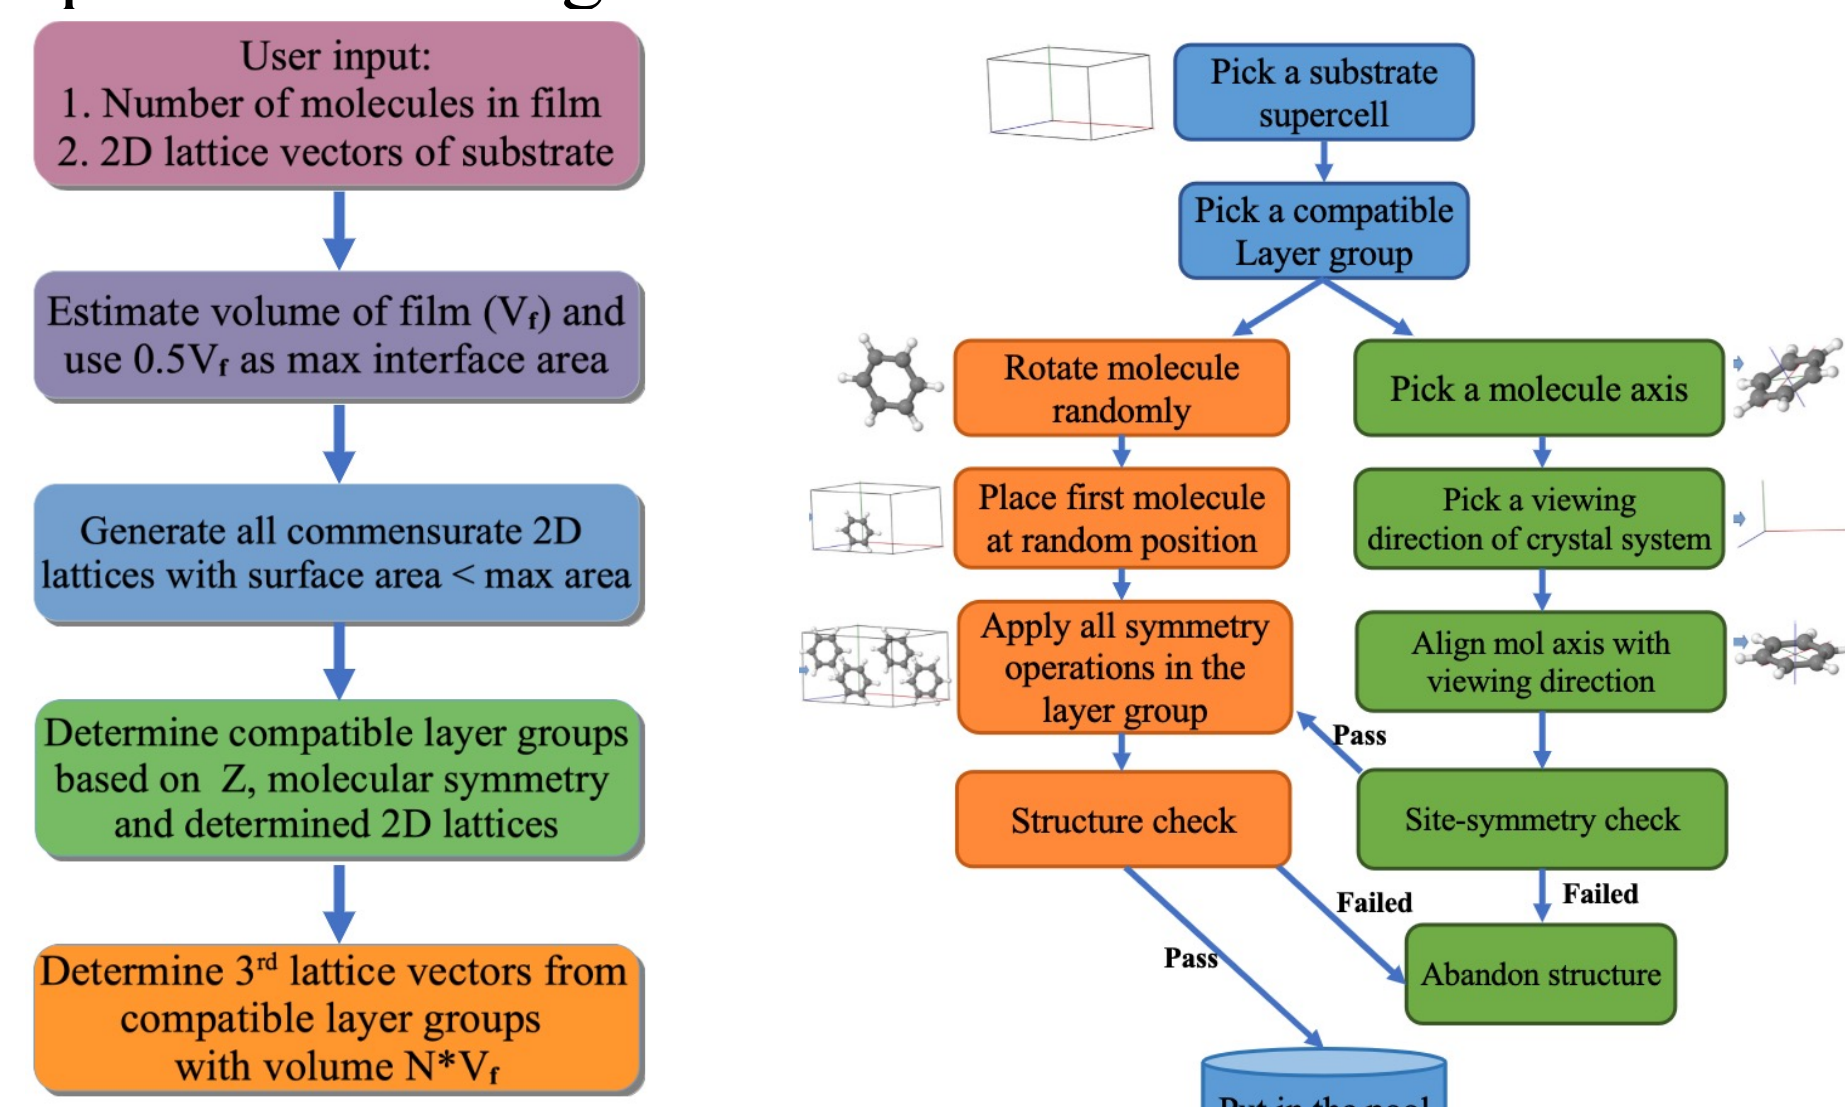 User input:
1. Number of molecules in film
2. 2D lattice vectors of substrate
Estimate volume of film (Vf) and
use 0.5Vf as max interface area
Generate all commensurate 2D
lattices with surface area < max area
Determine compatible layer groups
based on Z, molecular symmetry
and determined 2D lattices
Determine 3rd lattice vectors from
compatible layer groups
with volume N*Vf
Pick a substrate
supercell
Pick a compatible
Layer group
Rotate molecule
randomly
Place first molecule
at random position
Apply all symmetry
operations in the
layer group
Structure check
Pick a molecule axis
Pick a viewing
direction of crystal system
Align mol axis with
viewing direction
Pass
Site-symmetry check
Failed
Failed
Abandon structure
Pass
Put in the pool